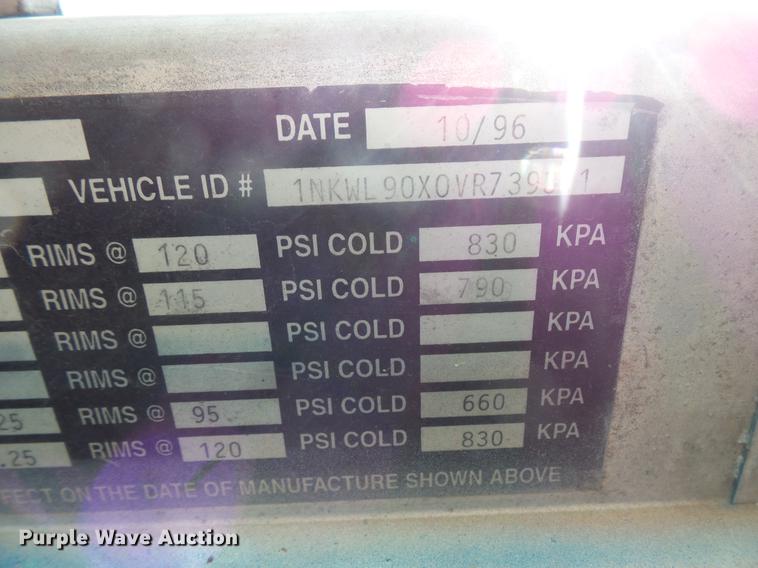 DATE 10/96
VEHICLE ID #
RIMS @ 120 PSI COLD 830 KPA
RIMS @ 115 PSI COLD 790 KPA
RIMS @ PSI COLD KPA
RIMS @ PSI COLD KPA
25 RIMS @ 95 PSI COLD 660 KPA
.25 RIMS @ 120 PSI COLD 830 KPA
FFECT ON THE DATE OF MANUFACTURE SHOWN ABOVE
Purple Wave Auction